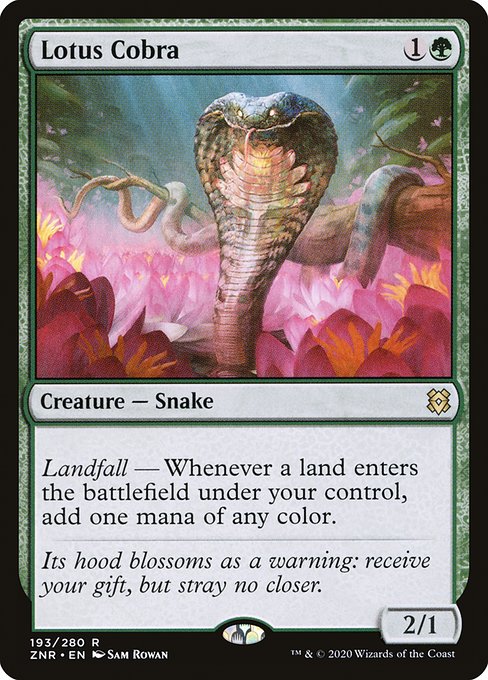 Lotus Cobra 1
Creature — Snake
Landfall — Whenever a land enters
the battlefield under your control,
add one mana of any color.
Its hood blossoms as a warning: receive
your gift, but stray no closer.
2/1
193/280 R
ZNR • EN Sam Rowan
™ & © 2020 Wizards of the Coast